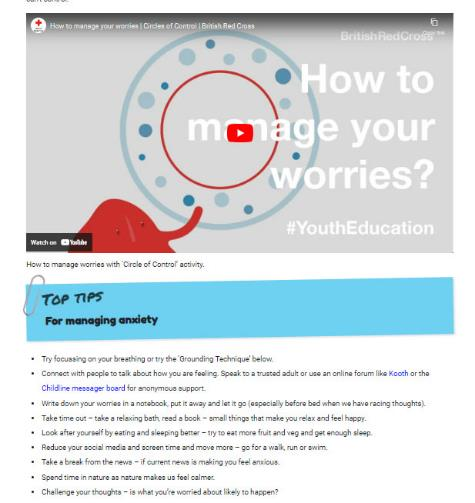 can't control.
How to manage your worries | Circles of Control | British Red Cross
BritishRedCross
How to
manage your
worries?
#YouthEducation
Watch on YouTube
How to manage worries with 'Circle of Control' activity.
TOP TIPS
For managing anxiety
Try focussing on your breathing or try the 'Grounding Technique' below.
Connect with people to talk about how you are feeling. Speak to a trusted adult or use an online forum like Kooth or the
Childline messager board for anonymous support.
Write down your worries in a notebook, put it away and let it go (especially before bed when we have racing thoughts).
Take time out – take a relaxing bath, read a book – small things that make you relax and feel happy.
Look after yourself by eating and sleeping better – try to eat more fruit and veg and get enough sleep.
Reduce your social media and screen time and move more – go for a walk, run or swim.
Take a break from the news – if current news is making you feel anxious.
Spend time in nature as nature makes us feel calmer.
Challenge your thoughts – is what you're worried about likely to happen?